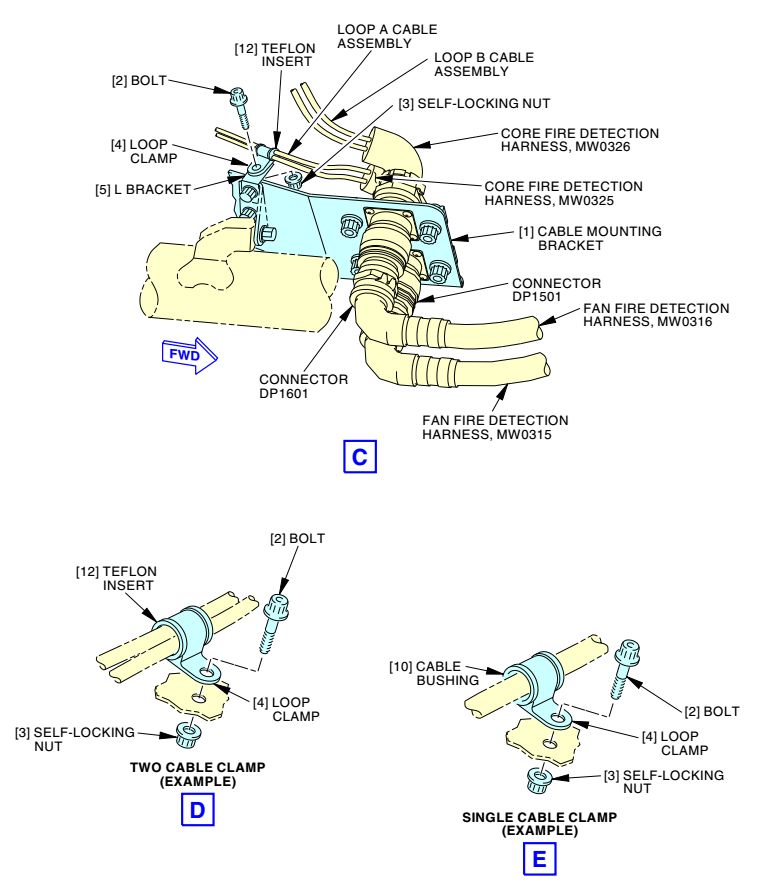 LOOP A CABLE
ASSEMBLY
[12] TEFLON
INSERT
LOOP B CABLE
ASSEMBLY
[2] BOLT
[3] SELF-LOCKING NUT
CORE FIRE DETECTION
HARNESS, MW0326
[4] LOOP
CLAMP
[5] L BRACKET
CORE FIRE DETECTION
HARNESS, MW0325
[1] CABLE MOUNTING
BRACKET
CONNECTOR
DP1501
FAN FIRE DETECTION
HARNESS, MW0316
FWD
CONNECTOR
DP1601
FAN FIRE DETECTION
HARNESS, MW0315
C
[2] BOLT
[12] TEFLON
INSERT
[4] LOOP
CLAMP
[3] SELF-LOCKING
NUT
TWO CABLE CLAMP
(EXAMPLE)
D
[10] CABLE
BUSHING
[2] BOLT
[4] LOOP
CLAMP
[3] SELF-LOCKING
NUT
SINGLE CABLE CLAMP
(EXAMPLE)
E